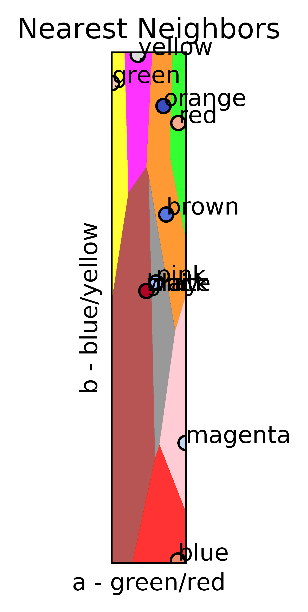 Nearest Neighbors
yellow
green
orange
red
brown
pink
magenta
blue
b - blue/yellow
a - green/red